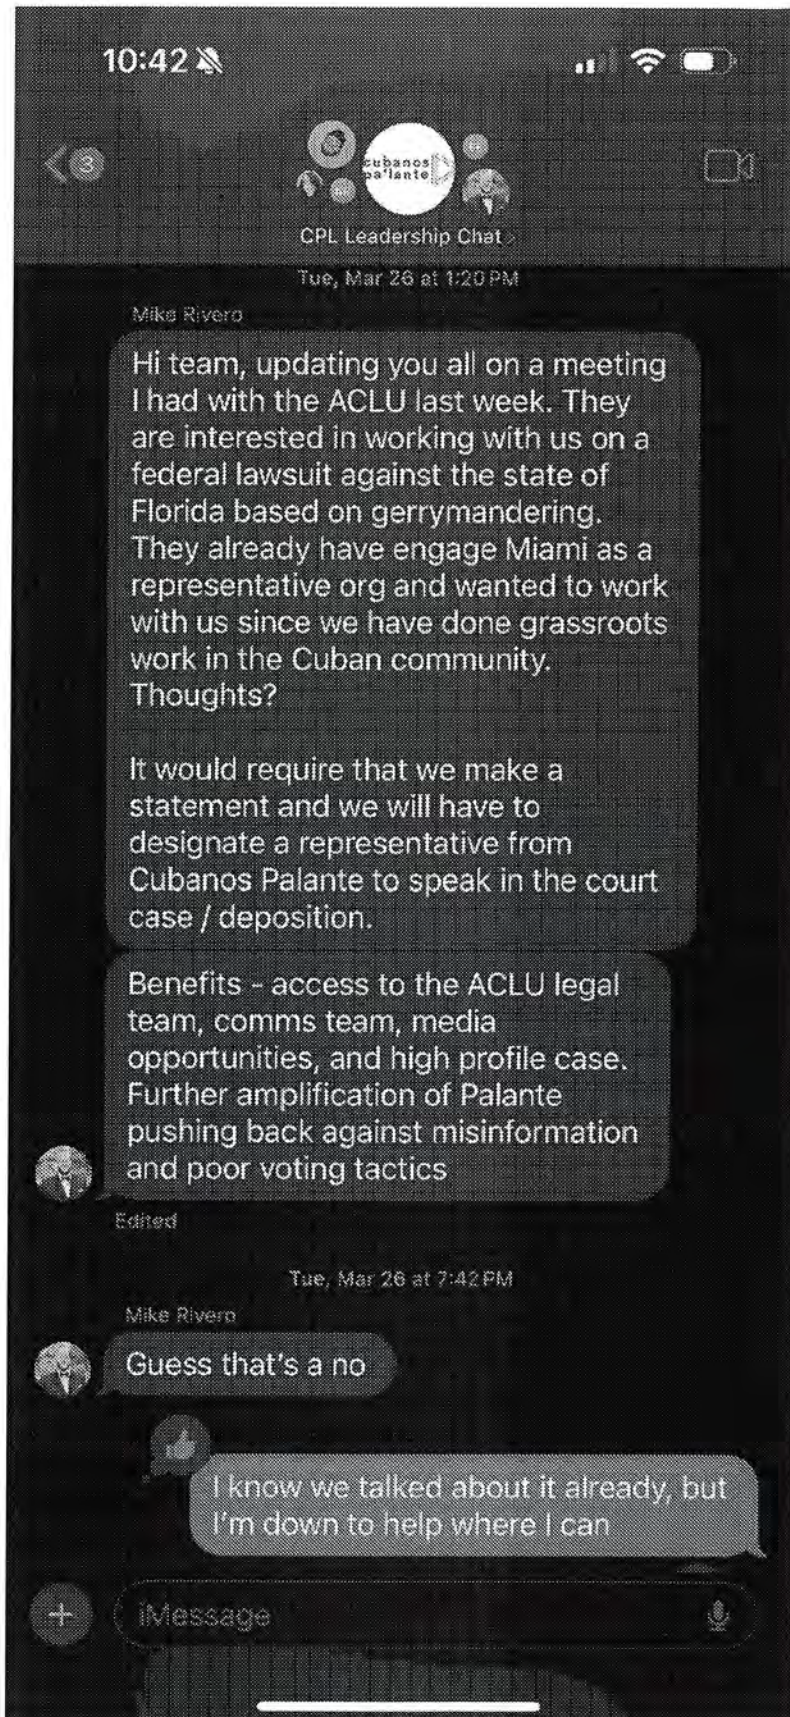 10:42
3
cubanos
pa'lante
CPL Leadership Chat
Tue, Mar 26 at 1:20 PM
Mike Rivero
Hi team, updating you all on a meeting
I had with the ACLU last week. They
are interested in working with us on a
federal lawsuit against the state of
Florida based on gerrymandering.
They already have engage Miami as a
representative org and wanted to work
with us since we have done grassroots
work in the Cuban community.
Thoughts?
It would require that we make a
statement and we will have to
designate a representative from
Cubanos Palante to speak in the court
case / deposition.
Benefits - access to the ACLU legal
team, comms team, media
opportunities, and high profile case.
Further amplification of Palante
pushing back against misinformation
and poor voting tactics
Edited
Tue, Mar 26 at 7:42 PM
Mike Rivero
Guess that's a no
I know we talked about it already, but
I'm down to help where I can
iMessage